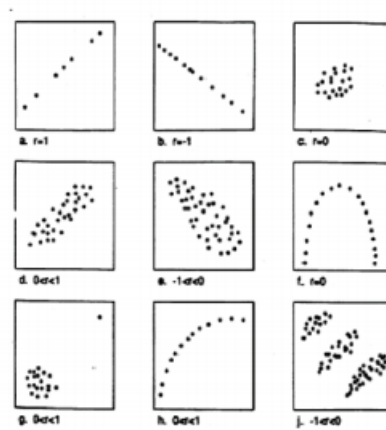 a. r=1
b. r=-1
c. r=0
d. 0<r<1
e. -1<r<0
f. r=0
g. 0<r<1
h. 0<r<1
j. -1<r<0